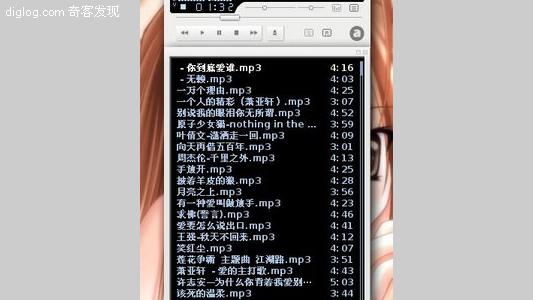 diglog.com 奇客发现
01:32
- 你到底爱谁.mp3 4:16
- 无赖.mp3 4:03
一万个理由.mp3 4:25
一个人的精彩 (萧亚轩).mp3 3:07
别说我的眼泪你无所谓.mp3 4:52
原子少女猫-nothing in the ... 3:59
叶倩文-潇洒走一回.mp3 4:09
向天再借五百年.mp3 3:01
周杰伦-千里之外.mp3 4:13
手放开.mp3 4:25
披着羊皮的狼.mp3 4:28
月亮之上.mp3 3:56
有一种爱叫做放手.mp3 4:23
求佛(誓言).mp3 4:46
爱要怎么说出口.mp3 4:41
王强-秋天不回来.mp3 4:12
笑红尘.mp3 4:07
莲花争霸 主题曲 江湖路.mp3 3:51
萧亚轩 - 爱的主打歌.mp3 4:43
许志安--为什么你背着我爱别... 5:03
该死的温柔.mp3 3:44